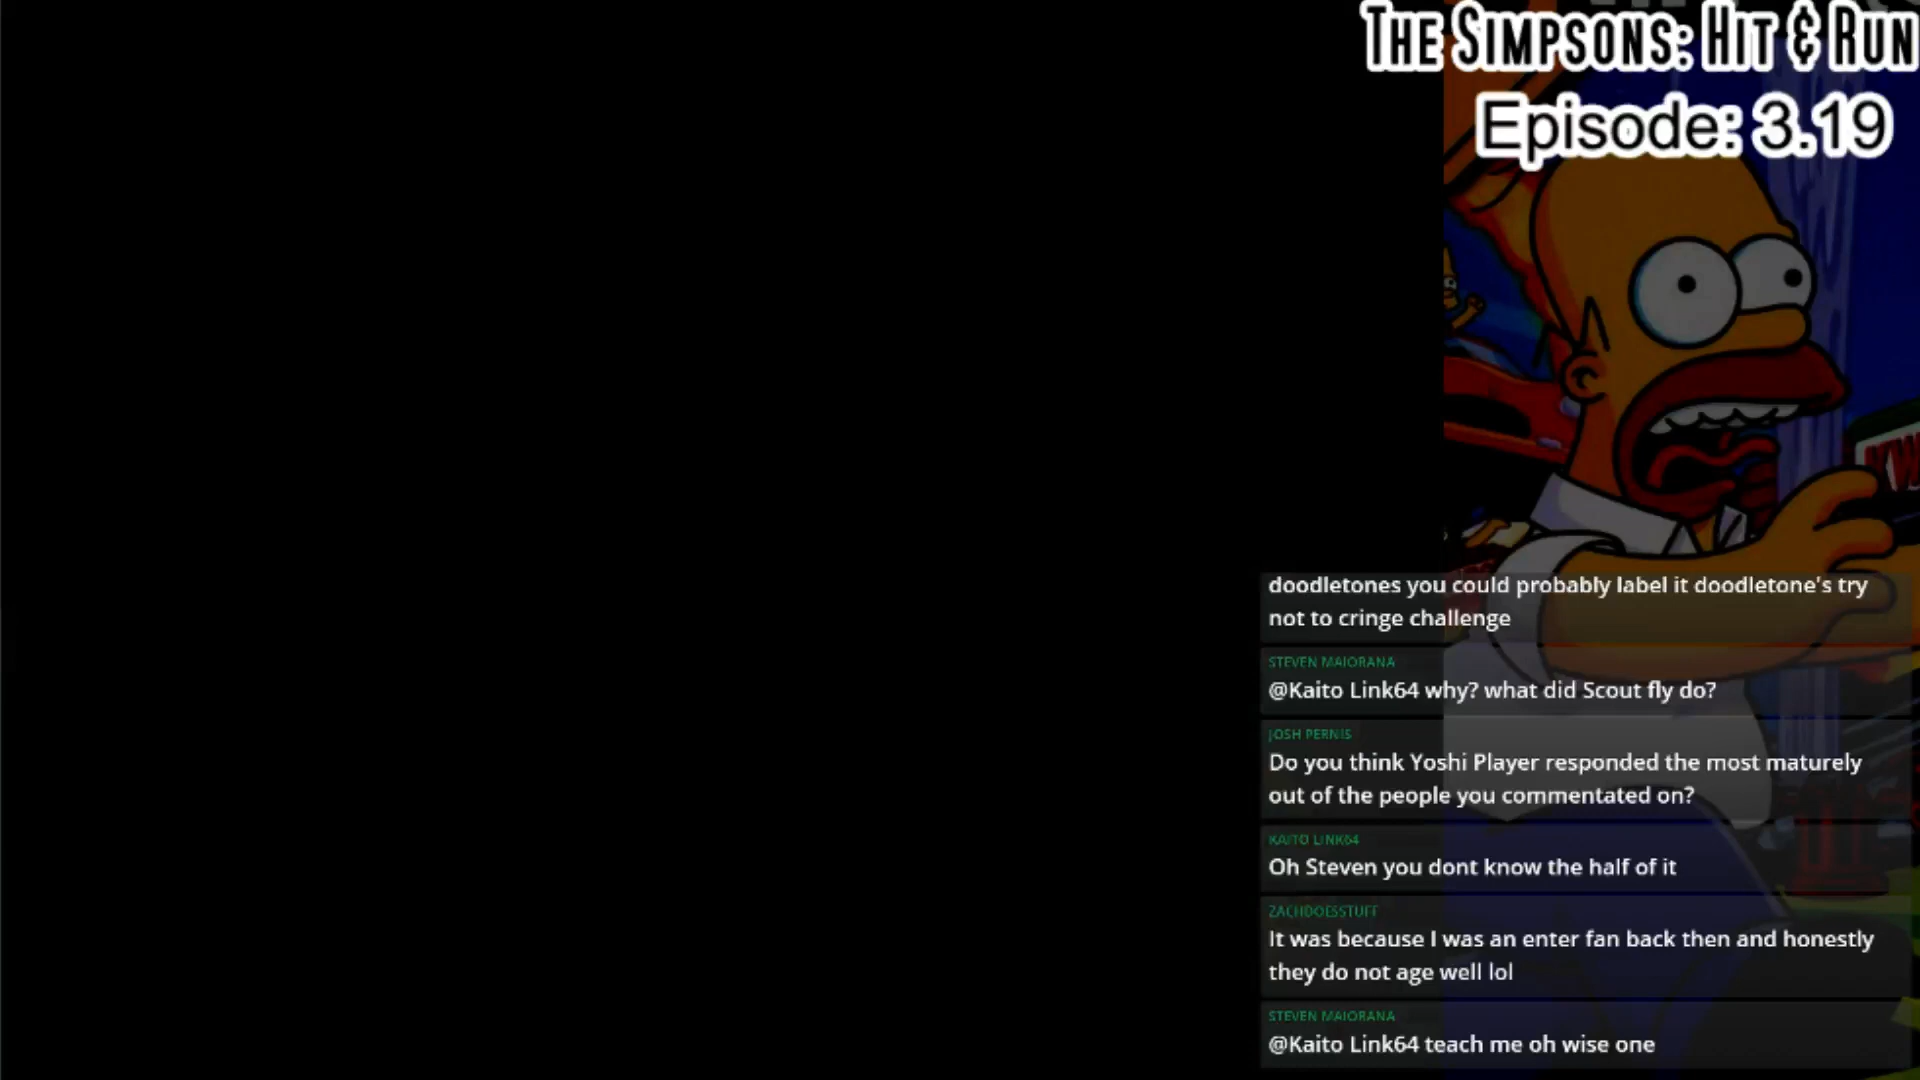 THE SIMPSONS: HIT & RUN
Episode: 3.19
KW
doodletones you could probably label it doodletone's try
not to cringe challenge
STEVEN MAIORANA
@Kaito Link64 why? what did Scout fly do?
JOSH PERNIS
Do you think Yoshi Player responded the most maturely
out of the people you commentated on?
KAITO LINK64
Oh Steven you dont know the half of it
ZACHDOESSTUFF
It was because I was an enter fan back then and honestly
they do not age well lol
STEVEN MAIORANA
@Kaito Link64 teach me oh wise one